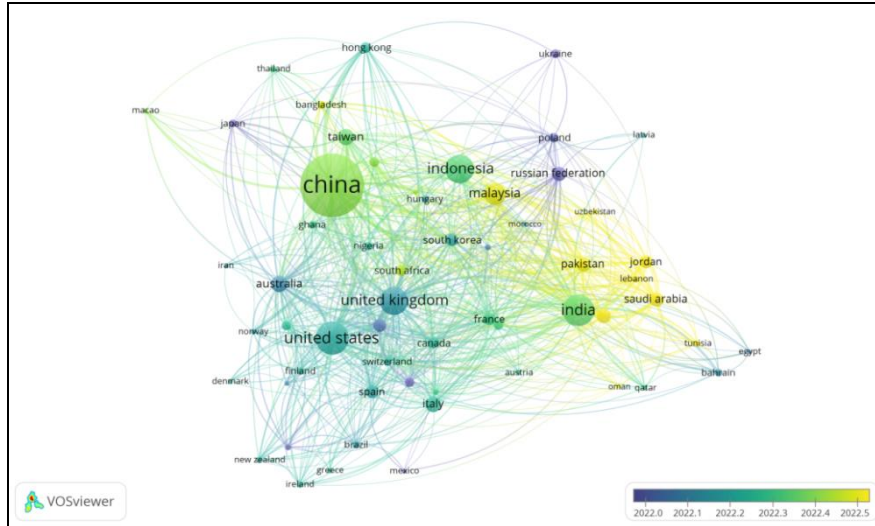 hong kong
ukraine
thailand
bangladesh
macao
japan
taiwan
poland
latvia
indonesia
russian federation
china
malaysia
hungary
uzbekistan
ghana
morocco
nigeria
south korea
iran
south africa
pakistan
jordan
lebanon
australia
united kingdom
saudi arabia
india
france
norway
united states
canada
tunisia
egypt
switzerland
finland
austria
bahrain
denmark
spain
oman
qatar
italy
brazil
new zealand
greece
mexico
ireland
VOSviewer
2022.0 2022.1 2022.2 2022.3 2022.4 2022.5